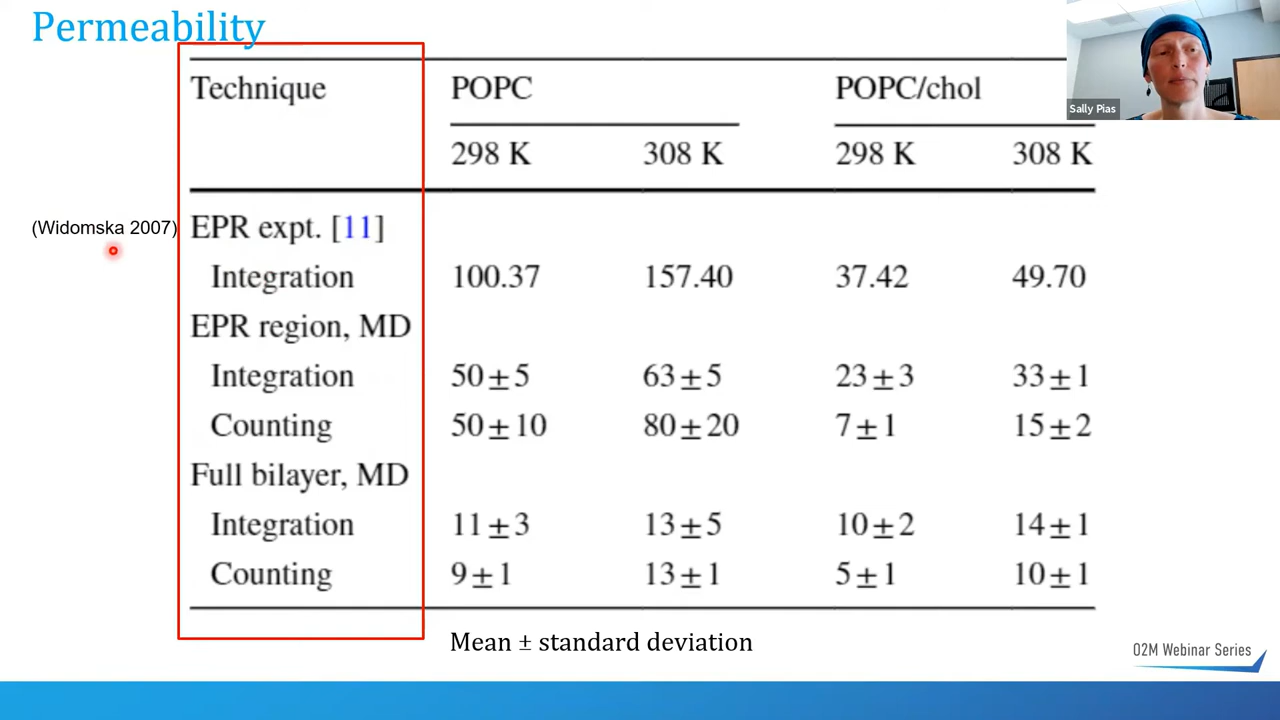 Permeability
Technique POPC POPC/chol
298 K 308 K 298 K 308 K
(Widomska 2007) EPR expt. [11]
Integration 100.37 157.40 37.42 49.70
EPR region, MD
Integration 50±5 63±5 23±3 33±1
Counting 50±10 80±20 7±1 15±2
Full bilayer, MD
Integration 11±3 13±5 10±2 14±1
Counting 9±1 13±1 5±1 10±1
Mean ± standard deviation
Sally Pias
O2M Webinar Series